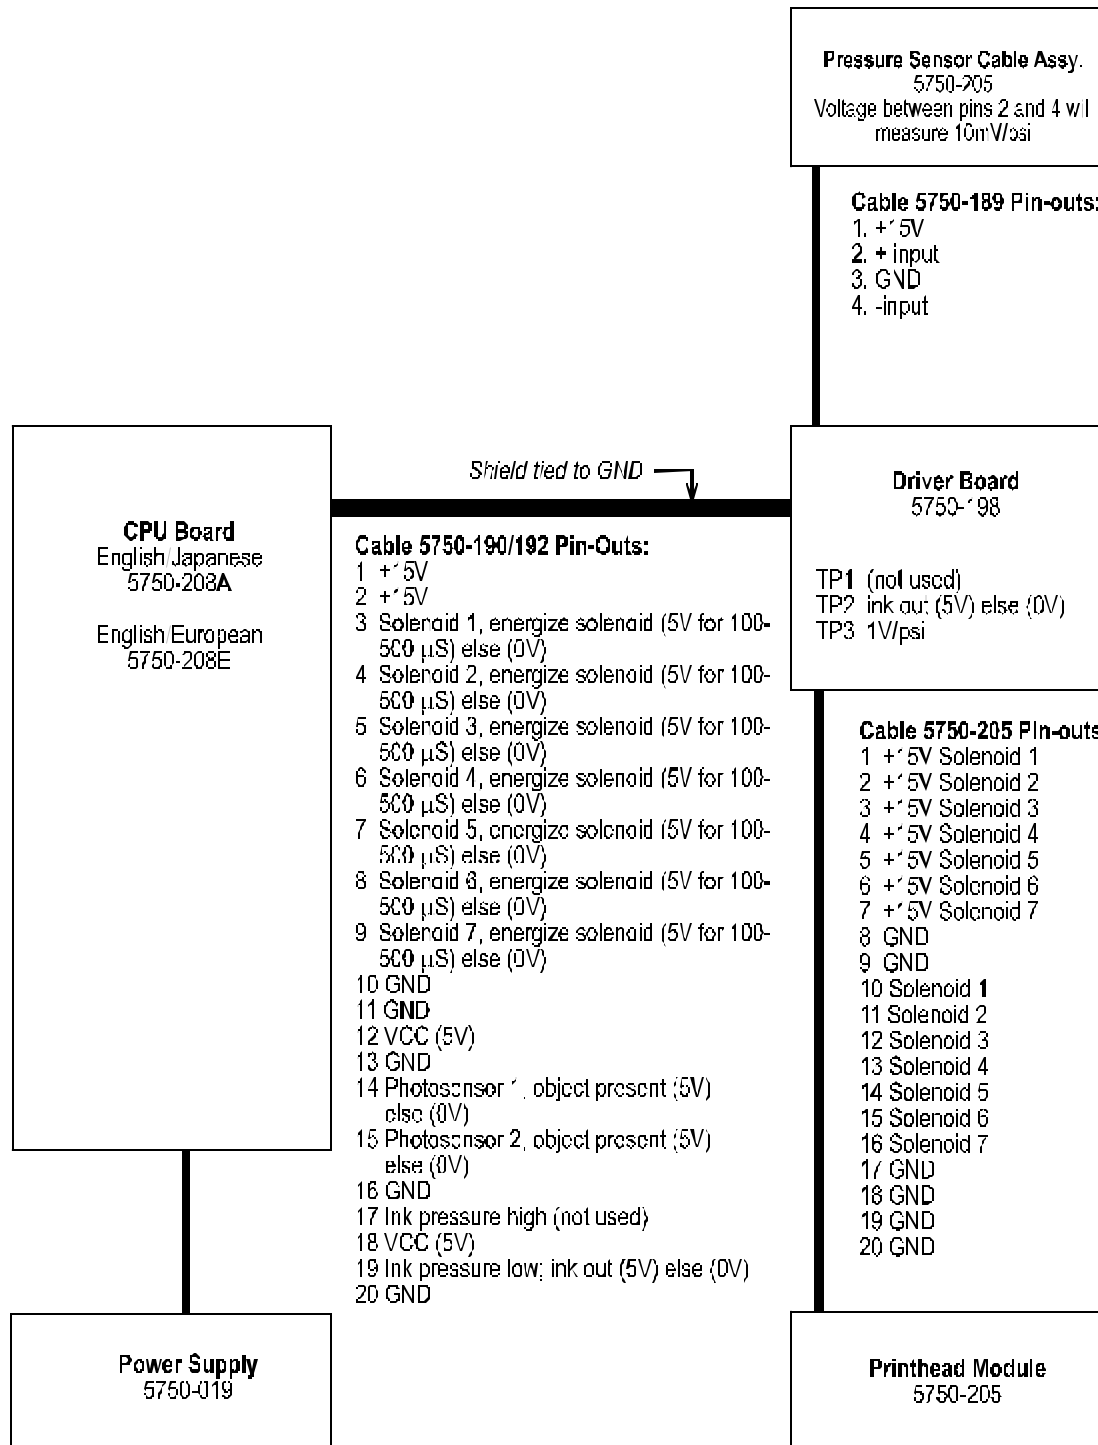 Pressure Sensor Cable Assy.
5750-205
Voltage between pins 2 and 4 will
measure 10mV/psi
Cable 5750-189 Pin-outs:
1. +15V
2. + input
3. GND
4. -input
Shield tied to GND
CPU Board
English/Japanese
5750-208A
English/European
5750-208E
Cable 5750-190/192 Pin-Outs:
1 +15V
2 +15V
3 Solenoid 1, energize solenoid (5V for 100-
500 µS) else (0V)
4 Solenoid 2, energize solenoid (5V for 100-
500 µS) else (0V)
5 Solenoid 3, energize solenoid (5V for 100-
500 µS) else (0V)
6 Solenoid 4, energize solenoid (5V for 100-
500 µS) else (0V)
7 Solenoid 5, energize solenoid (5V for 100-
500 µS) else (0V)
8 Solenoid 6, energize solenoid (5V for 100-
500 µS) else (0V)
9 Solenoid 7, energize solenoid (5V for 100-
500 µS) else (0V)
10 GND
11 GND
12 VCC (5V)
13 GND
14 Photosensor 1, object present (5V)
else (0V)
15 Photosensor 2, object present (5V)
else (0V)
16 GND
17 Ink pressure high (not used)
18 VCC (5V)
19 Ink pressure low; ink out (5V) else (0V)
20 GND
Driver Board
5750-198
TP1 (not used)
TP2 ink out (5V) else (0V)
TP3 1V/psi
Cable 5750-205 Pin-outs
1 +15V Solenoid 1
2 +15V Solenoid 2
3 +15V Solenoid 3
4 +15V Solenoid 4
5 +15V Solenoid 5
6 +15V Solenoid 6
7 +15V Solenoid 7
8 GND
9 GND
10 Solenoid 1
11 Solenoid 2
12 Solenoid 3
13 Solenoid 4
14 Solenoid 5
15 Solenoid 6
16 Solenoid 7
17 GND
18 GND
19 GND
20 GND
Power Supply
5750-019
Printhead Module
5750-205